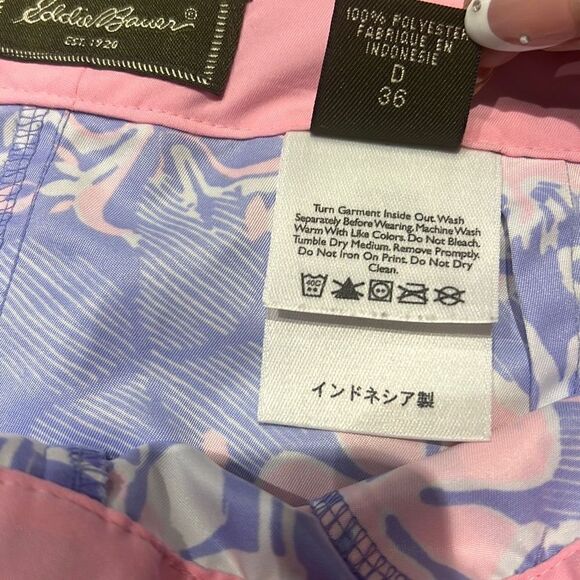 Eddie Bauer®
EST. 1920
100% POLYESTER
FABRIQUE EN
INDONESIE
D
36
Turn Garment Inside Out. Wash
Separately Before Wearing. Machine Wash
Warm With Like Colors. Do Not Bleach.
Tumble Dry Medium. Remove Promptly.
Do Not Iron On Print. Do Not Dry
Clean.
40C
インドネシア製